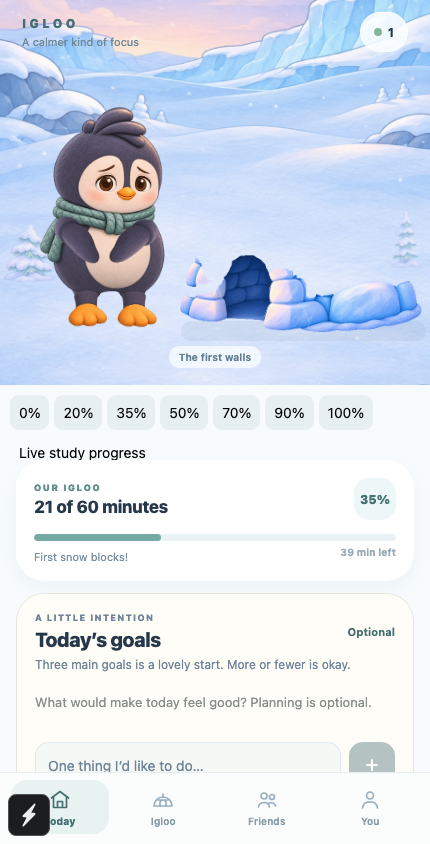 IGLOO
A calmer kind of focus
1
The first walls
0% 20% 35% 50% 70% 90% 100%
Live study progress
OUR IGLOO
21 of 60 minutes
35%
First snow blocks!
39 min left
A LITTLE INTENTION
Today’s goals
Optional
Three main goals is a lovely start. More or fewer is okay.
What would make today feel good? Planning is optional.
One thing I’d like to do...
+
oday Igloo Friends You